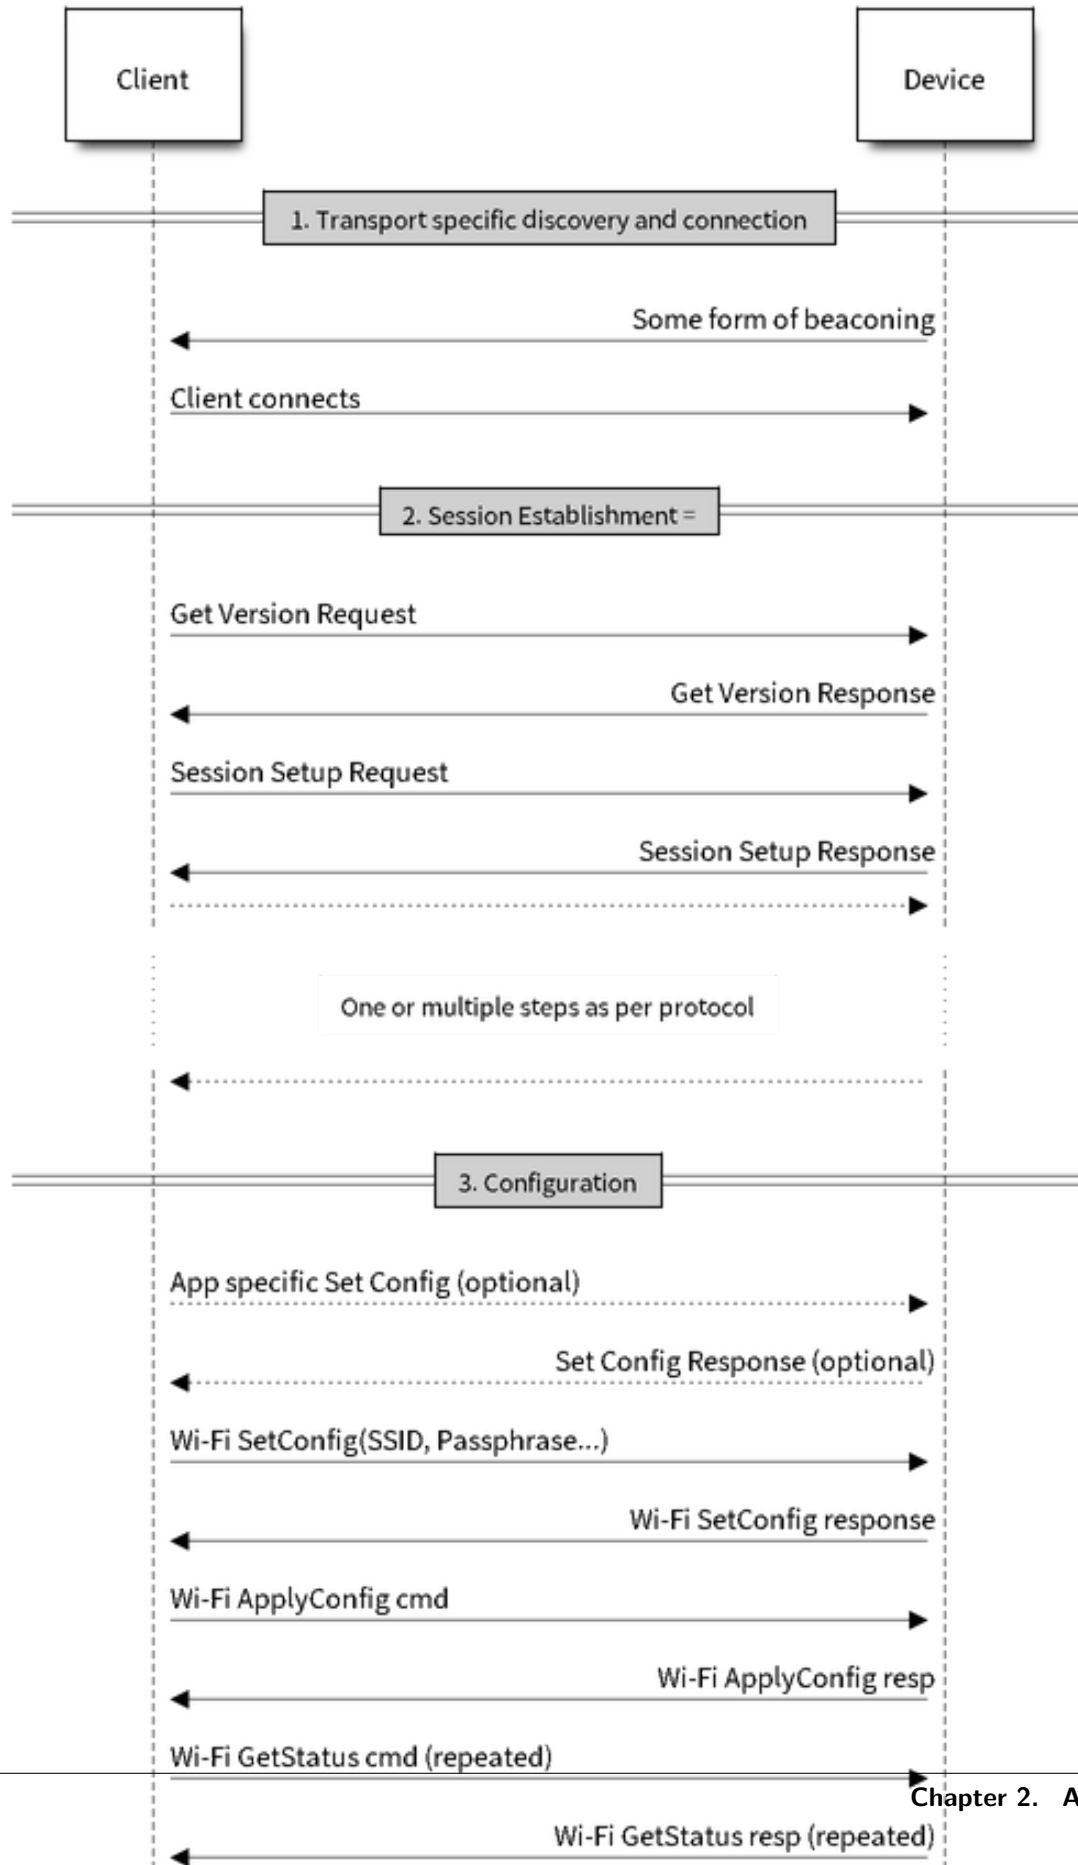 Client
Device
1. Transport specific discovery and connection
Some form of beaconing
Client connects
2. Session Establishment =
Get Version Request
Get Version Response
Session Setup Request
Session Setup Response
One or multiple steps as per protocol
3. Configuration
App specific Set Config (optional)
Set Config Response (optional)
Wi-Fi SetConfig(SSID, Passphrase...)
Wi-Fi SetConfig response
Wi-Fi ApplyConfig cmd
Wi-Fi ApplyConfig resp
Wi-Fi GetStatus cmd (repeated)
Chapter 2. A
Wi-Fi GetStatus resp (repeated)